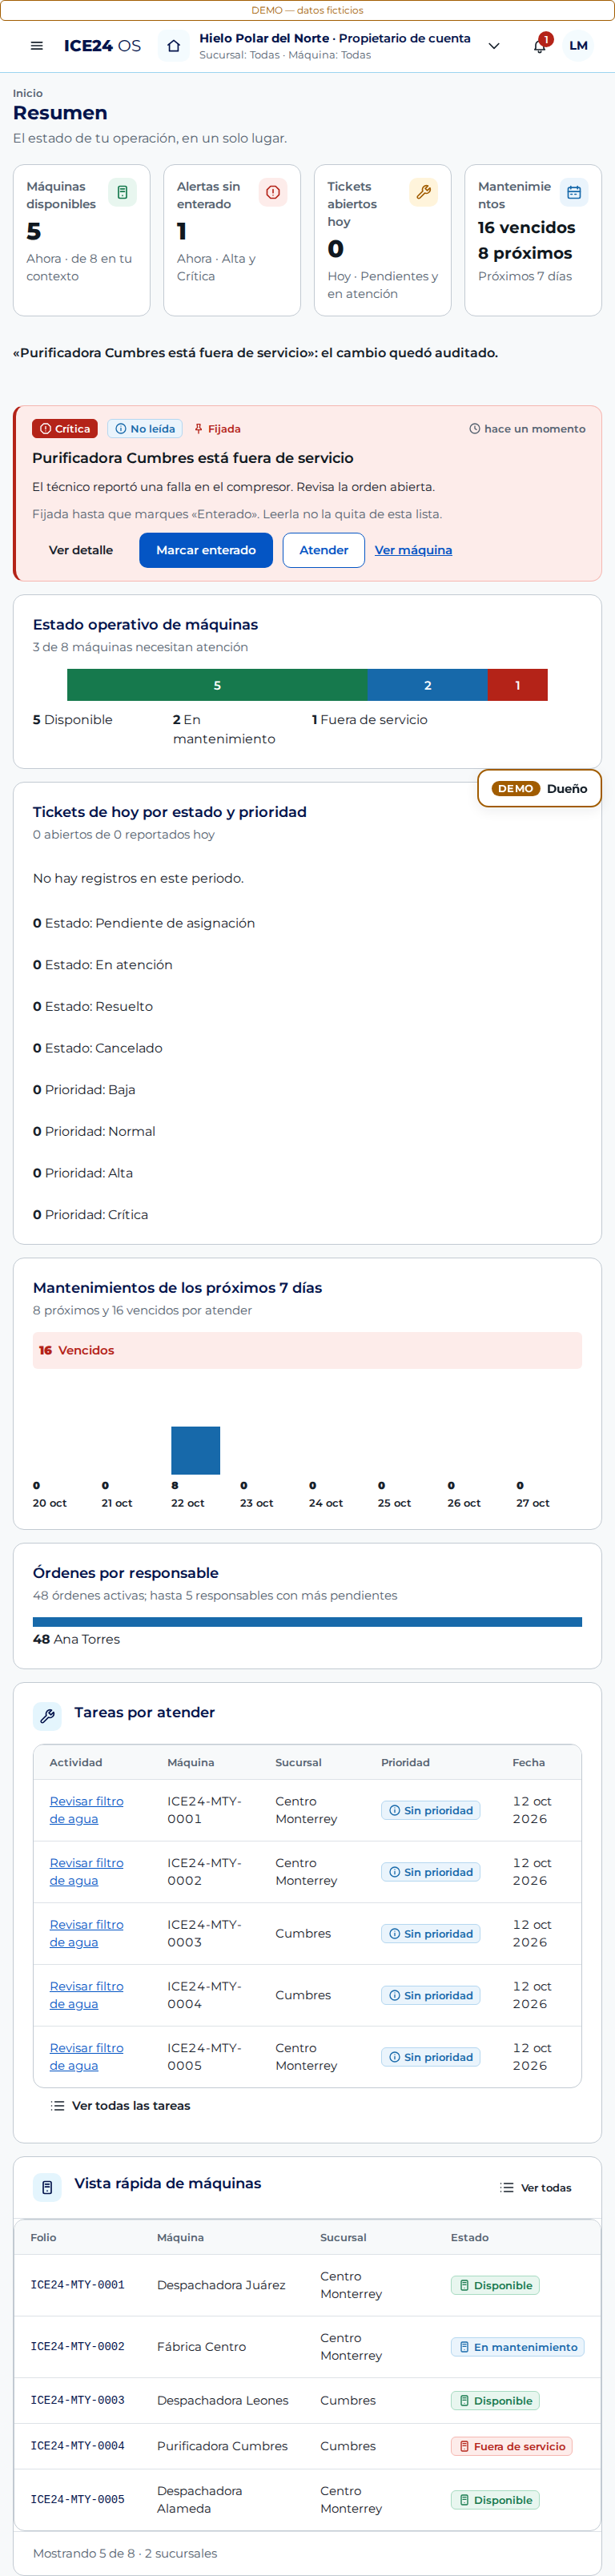 DEMO — datos ficticios
ICE24 OS
Hielo Polar del Norte · Propietario de cuenta
Sucursal: Todas · Máquina: Todas
1
LM
Inicio
Resumen
El estado de tu operación, en un solo lugar.
Máquinas
disponibles
5
Ahora · de 8 en tu
contexto
Alertas sin
enterado
1
Ahora · Alta y
Crítica
Tickets
abiertos
hoy
0
Hoy · Pendientes y
en atención
Mantenimie
ntos
16 vencidos
8 próximos
Próximos 7 días
«Purificadora Cumbres está fuera de servicio»: el cambio quedó auditado.
Crítica No leída Fijada hace un momento
Purificadora Cumbres está fuera de servicio
El técnico reportó una falla en el compresor. Revisa la orden abierta.
Fijada hasta que marques «Enterado». Leerla no la quita de esta lista.
Ver detalle Marcar enterado Atender Ver máquina
Estado operativo de máquinas
3 de 8 máquinas necesitan atención
5 2 1
5 Disponible
2 En
mantenimiento
1 Fuera de servicio
DEMO Dueño
Tickets de hoy por estado y prioridad
0 abiertos de 0 reportados hoy
No hay registros en este periodo.
0 Estado: Pendiente de asignación
0 Estado: En atención
0 Estado: Resuelto
0 Estado: Cancelado
0 Prioridad: Baja
0 Prioridad: Normal
0 Prioridad: Alta
0 Prioridad: Crítica
Mantenimientos de los próximos 7 días
8 próximos y 16 vencidos por atender
16 Vencidos
0 0 8 0 0 0 0 0
20 oct 21 oct 22 oct 23 oct 24 oct 25 oct 26 oct 27 oct
Órdenes por responsable
48 órdenes activas; hasta 5 responsables con más pendientes
48 Ana Torres
Tareas por atender
Actividad Máquina Sucursal Prioridad Fecha
Revisar filtro
de agua
ICE24-MTY-
0001
Centro
Monterrey
Sin prioridad
12 oct
2026
Revisar filtro
de agua
ICE24-MTY-
0002
Centro
Monterrey
Sin prioridad
12 oct
2026
Revisar filtro
de agua
ICE24-MTY-
0003
Cumbres
Sin prioridad
12 oct
2026
Revisar filtro
de agua
ICE24-MTY-
0004
Cumbres
Sin prioridad
12 oct
2026
Revisar filtro
de agua
ICE24-MTY-
0005
Centro
Monterrey
Sin prioridad
12 oct
2026
Ver todas las tareas
Vista rápida de máquinas
Ver todas
Folio Máquina Sucursal Estado
ICE24-MTY-0001 Despachadora Juárez
Centro
Monterrey
Disponible
ICE24-MTY-0002 Fábrica Centro
Centro
Monterrey
En mantenimiento
ICE24-MTY-0003 Despachadora Leones Cumbres Disponible
ICE24-MTY-0004 Purificadora Cumbres Cumbres Fuera de servicio
ICE24-MTY-0005
Despachadora
Alameda
Centro
Monterrey
Disponible
Mostrando 5 de 8 · 2 sucursales